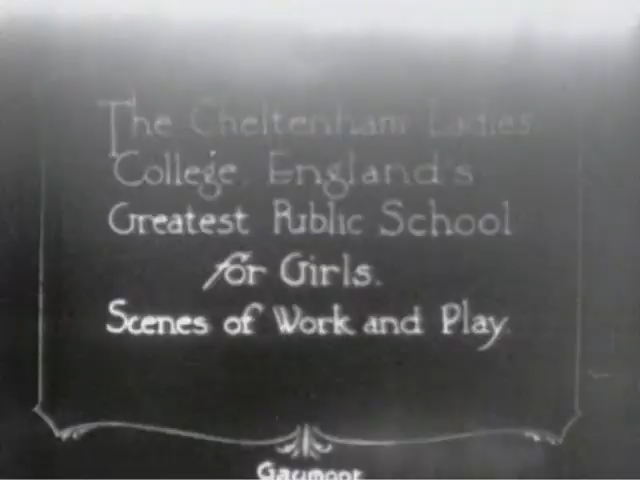 The Cheltenham Ladies
College, England's
Greatest Public School
for Girls.
Scenes of Work and Play.
Gaumont